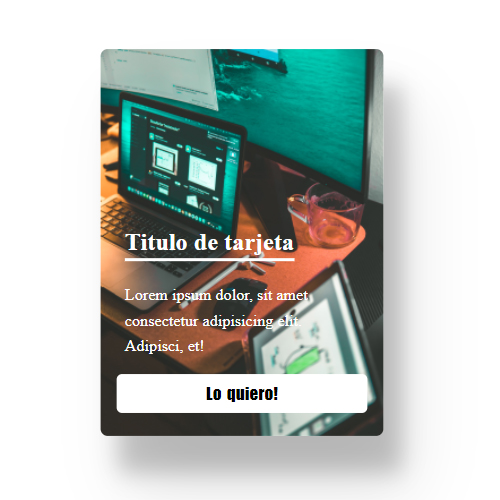 Titulo de tarjeta
Lorem ipsum dolor, sit amet
consectetur adipisicing elit.
Adipisci, et!
Lo quiero!